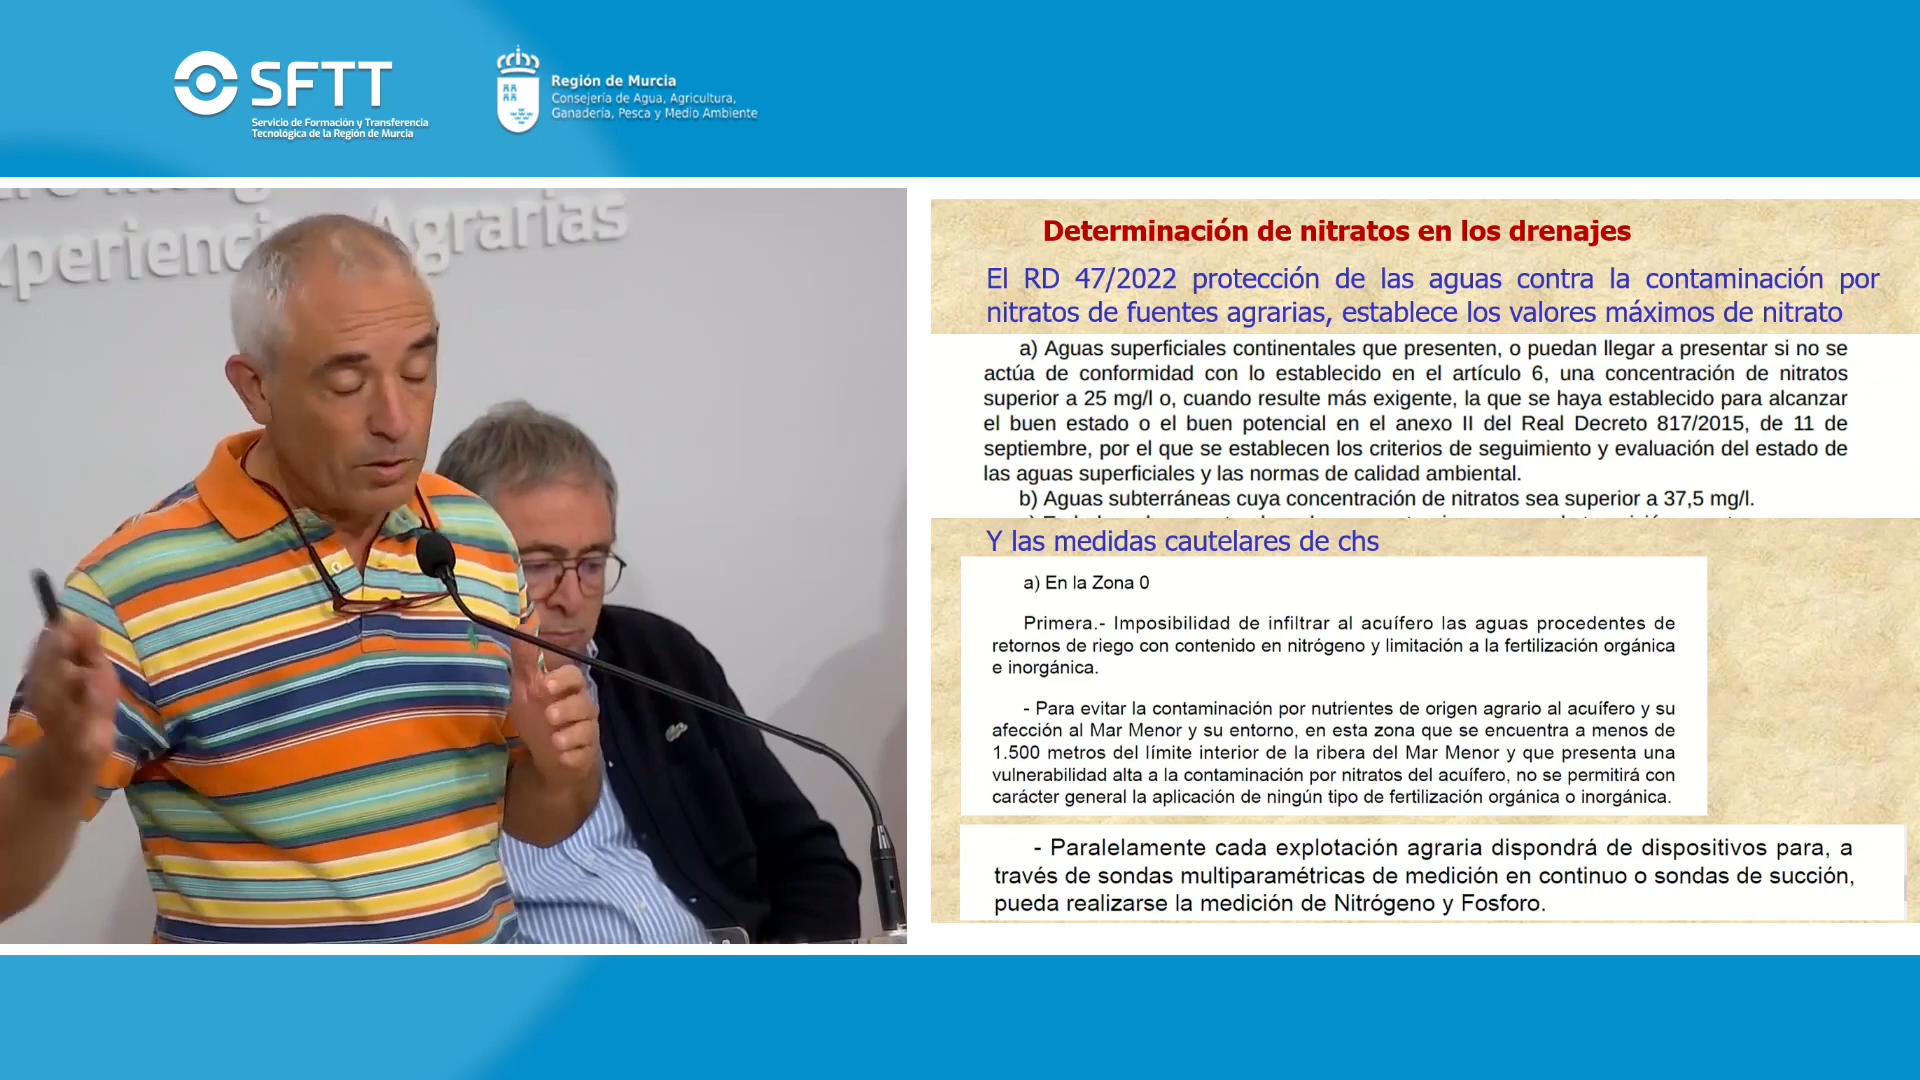 SFTT
Servicio de Formación y Transferencia
Tecnológica de la Región de Murcia
Región de Murcia
Consejería de Agua, Agricultura,
Ganadería, Pesca y Medio Ambiente
Agrarias
Determinación de nitratos en los drenajes
El RD 47/2022 protección de las aguas contra la contaminación por
nitratos de fuentes agrarias, establece los valores máximos de nitrato
a) Aguas superficiales continentales que presenten, o puedan llegar a presentar si no se
actúa de conformidad con lo establecido en el artículo 6, una concentración de nitratos
superior a 25 mg/l o, cuando resulte más exigente, la que se haya establecido para alcanzar
el buen estado o el buen potencial en el anexo II del Real Decreto 817/2015, de 11 de
septiembre, por el que se establecen los criterios de seguimiento y evaluación del estado de
las aguas superficiales y las normas de calidad ambiental.
b) Aguas subterráneas cuya concentración de nitratos sea superior a 37,5 mg/l.
Y las medidas cautelares de chs
a) En la Zona 0
Primera.- Imposibilidad de infiltrar al acuífero las aguas procedentes de
retornos de riego con contenido en nitrógeno y limitación a la fertilización orgánica
e inorgánica.
- Para evitar la contaminación por nutrientes de origen agrario al acuífero y su
afección al Mar Menor y su entorno, en esta zona que se encuentra a menos de
1.500 metros del límite interior de la ribera del Mar Menor y que presenta una
vulnerabilidad alta a la contaminación por nitratos del acuífero, no se permitirá con
carácter general la aplicación de ningún tipo de fertilización orgánica o inorgánica.
- Paralelamente cada explotación agraria dispondrá de dispositivos para, a
través de sondas multiparamétricas de medición en continuo o sondas de succión,
pueda realizarse la medición de Nitrógeno y Fosforo.